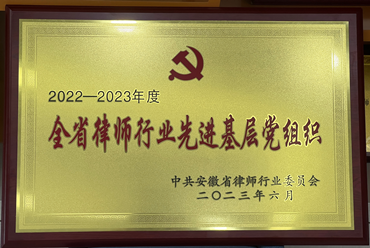 2022—2023年度
全省律师行业先进基层党组织
中共安徽省律师行业委员会
二〇二三年六月